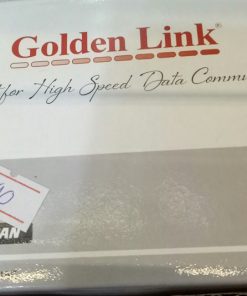 Golden Link®
for High Speed Data Commu